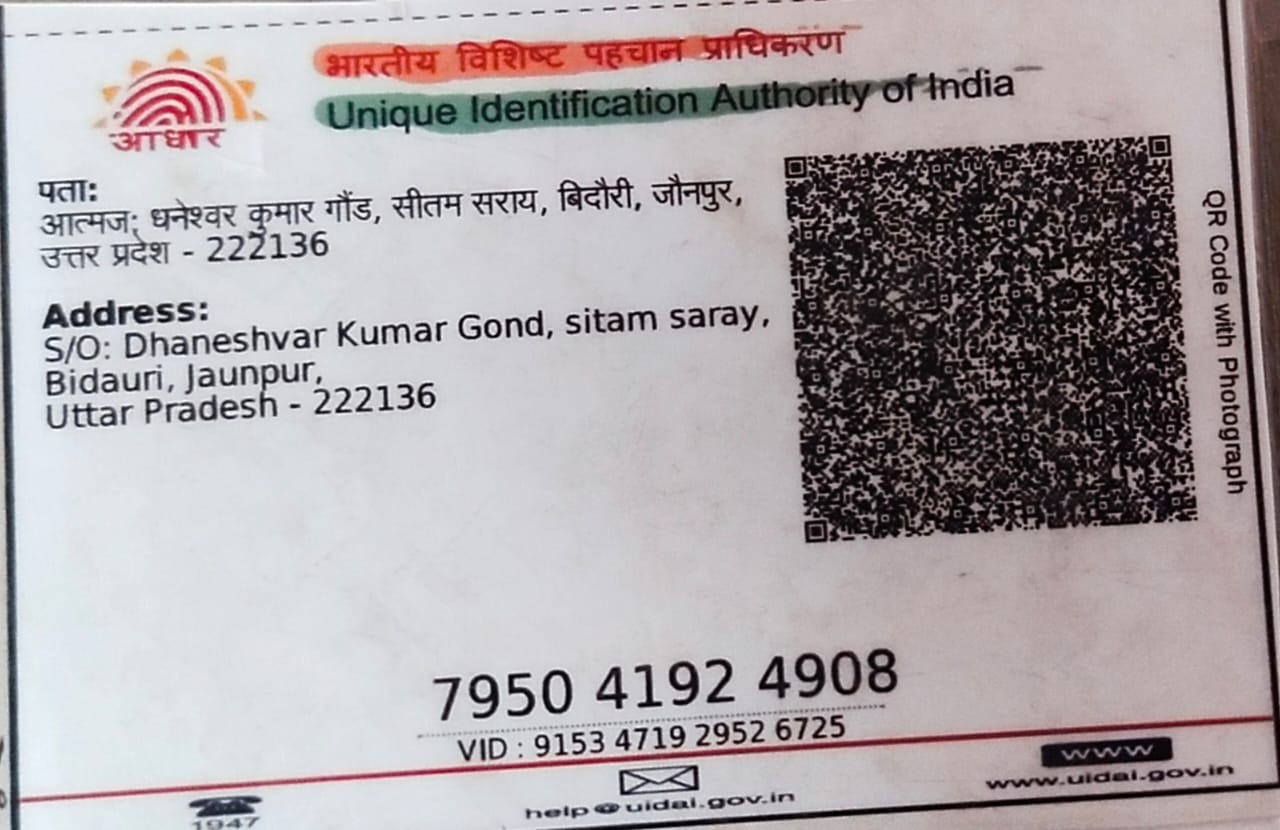 भारतीय विशिष्ट पहचान प्राधिकरण
Unique Identification Authority of India
आधार
पता:
आत्मज: धनेश्वर कुमार गौंड, सीतम सराय, बिदौरी, जौनपुर,
उत्तर प्रदेश - 222136
Address:
S/O: Dhaneshvar Kumar Gond, sitam saray,
Bidauri, Jaunpur,
Uttar Pradesh - 222136
QR Code with Photograph
7950 4192 4908
VID : 9153 4719 2952 6725
1947
help@uidai.gov.in
www
www.uidai.gov.in